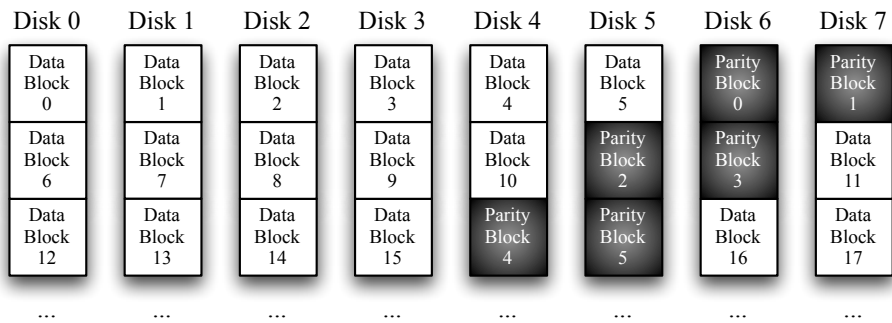 Disk 0 Disk 1 Disk 2 Disk 3 Disk 4 Disk 5 Disk 6 Disk 7
Data Data Data Data Data Data Parity Parity
Block Block Block Block Block Block Block Block
0 1 2 3 4 5 0 1
Data Data Data Data Data Parity Parity Data
Block Block Block Block Block Block Block Block
6 7 8 9 10 2 3 11
Data Data Data Data Parity Parity Data Data
Block Block Block Block Block Block Block Block
12 13 14 15 4 5 16 17
... ... ... ... ... ... ... ...